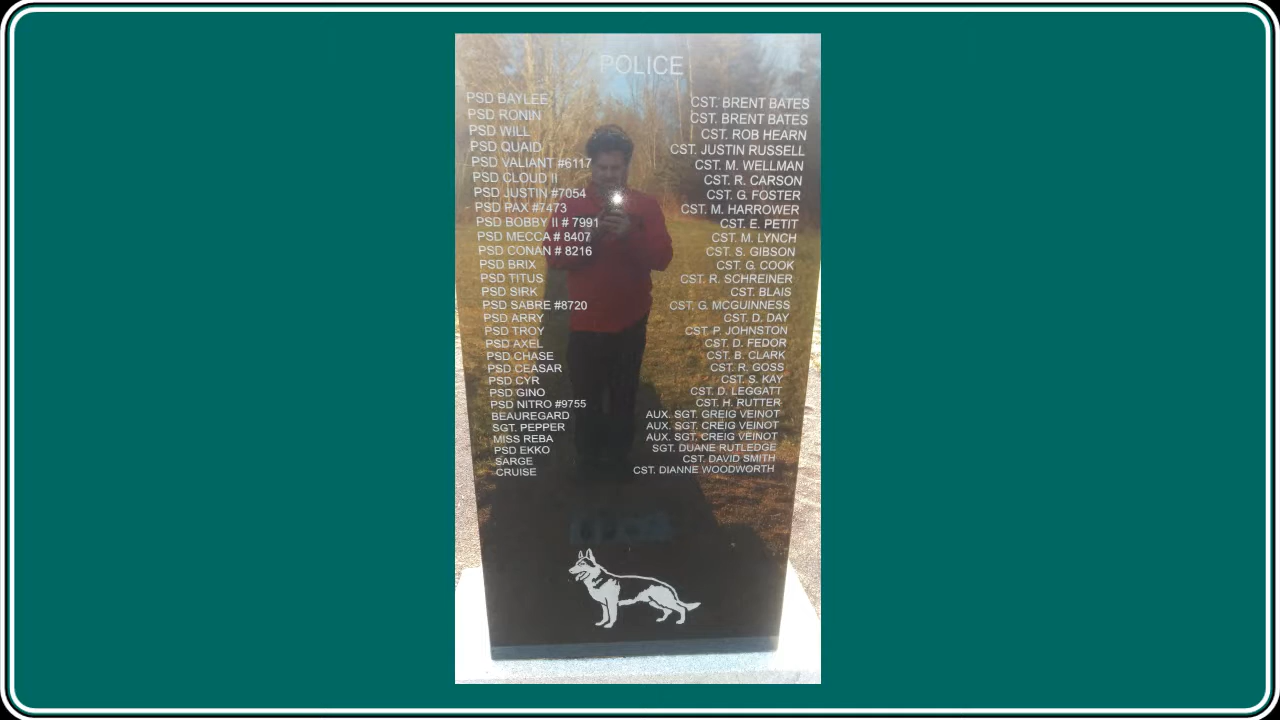 POLICE
PSD BAYLEE CST. BRENT BATES
PSD RONIN CST. BRENT BATES
PSD WILL CST. ROB HEARN
PSD QUAID CST. JUSTIN RUSSELL
PSD VALIANT #6117 CST. M. WELLMAN
PSD CLOUD II CST. R. CARSON
PSD JUSTIN #7054 CST. G. FOSTER
PSD PAX #7473 CST. M. HARROWER
PSD BOBBY II # 7991 CST. E. PETIT
PSD MECCA # 8407 CST. M. LYNCH
PSD CONAN # 8216 CST. S. GIBSON
PSD BRIX CST. G. COOK
PSD TITUS CST. R. SCHREINER
PSD SIRK CST. BLAIS
PSD SABRE #8720 CST. G. MCGUINNESS
PSD ARRY CST. D. DAY
PSD TROY CST. P. JOHNSTON
PSD AXEL CST. D. FEDOR
PSD CHASE CST. B. CLARK
PSD CEASAR CST. R. GOSS
PSD CYR CST. S. KAY
PSD GINO CST. D. LEGGATT
PSD NITRO #9755 CST. H. RUTTER
BEAUREGARD AUX. SGT. GREIG VEINOT
SGT. PEPPER AUX. SGT. CREIG VEINOT
MISS REBA AUX. SGT. CREIG VEINOT
PSD EKKO SGT. DUANE RUTLEDGE
SARGE CST. DAVID SMITH
CRUISE CST. DIANNE WOODWORTH